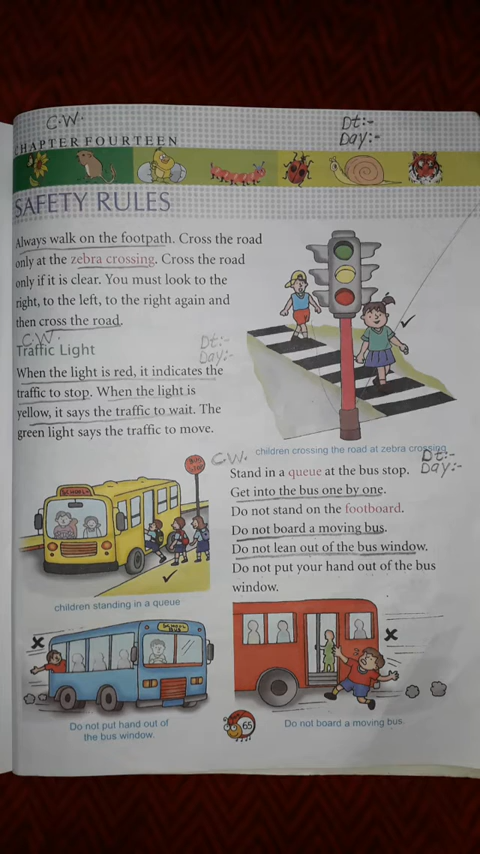 C.W.
Dt:-
Day:-
CHAPTER FOURTEEN
SAFETY RULES
Always walk on the footpath. Cross the road
only at the zebra crossing. Cross the road
only if it is clear. You must look to the
right, to the left, to the right again and
then cross the road.
C.W.
Dt:-
Day:-
Traffic Light
When the light is red, it indicates the
traffic to stop. When the light is
yellow, it says the traffic to wait. The
green light says the traffic to move.
children crossing the road at zebra crossing
C.W.
Dt:-
Day:-
Stand in a queue at the bus stop.
Get into the bus one by one.
Do not stand on the footboard.
Do not board a moving bus.
Do not lean out of the bus window.
Do not put your hand out of the bus
window.
BUS
STOP
SCHOOL BUS
children standing in a queue
SCHOOL
BUS
Do not put hand out of
the bus window.
Do not board a moving bus.
65